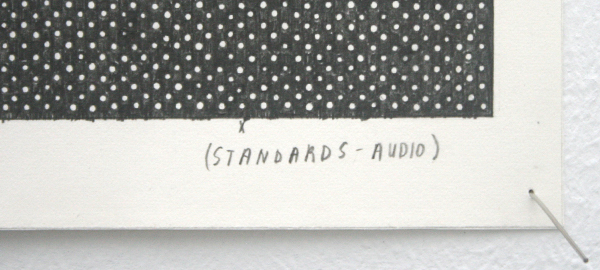 x
(STANDARDS - AUDIO)